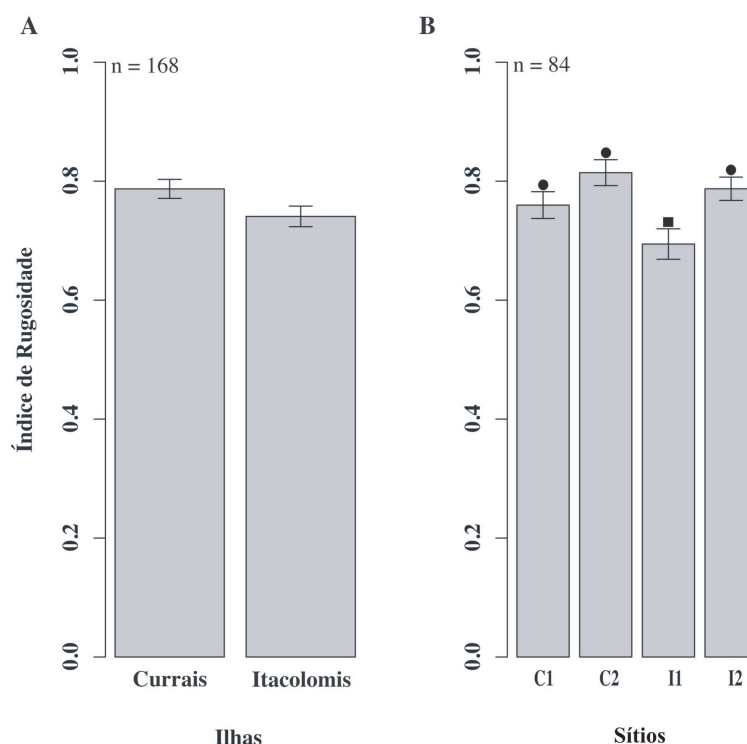 A
B
n = 168
n = 84
Índice de Rugosidade
1.0
0.8
0.6
0.4
0.2
0.0
1.0
0.8
0.6
0.4
0.2
0.0
Currais Itacolomis
C1 C2 I1 I2
Ilhas
Sítios